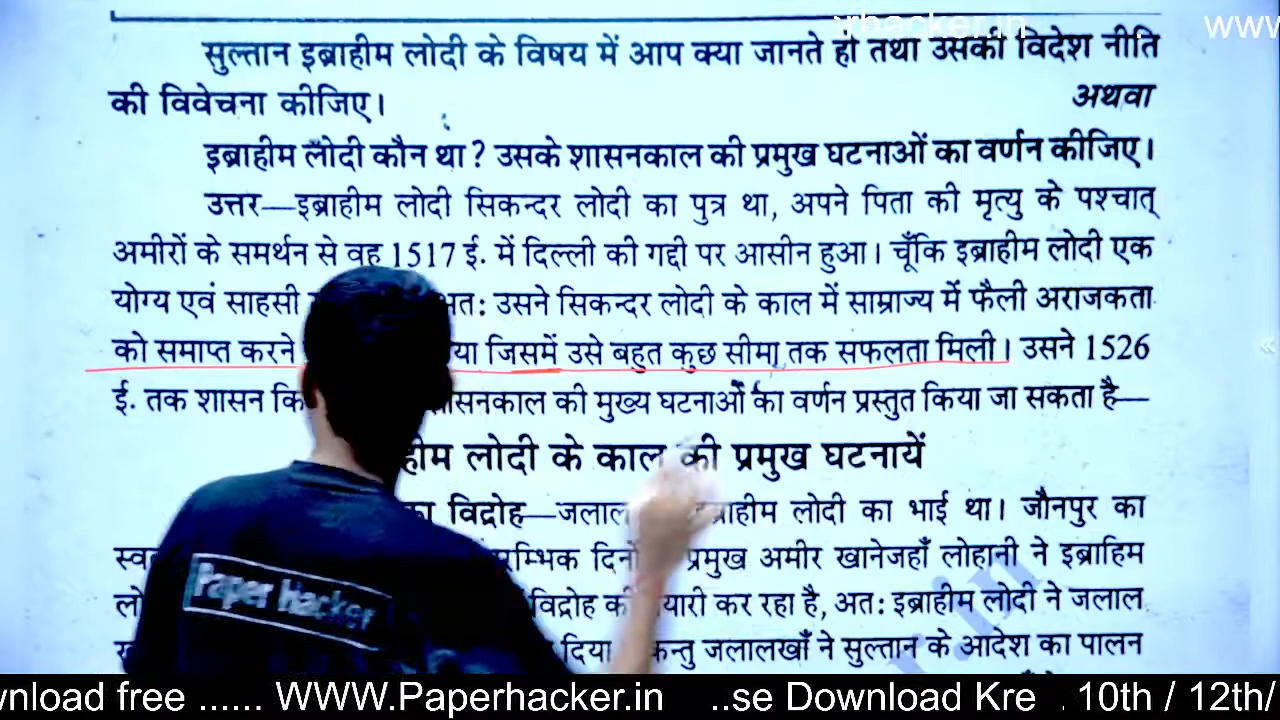 rhacker.in www
सुल्तान इब्राहीम लोदी के विषय में आप क्या जानते हो तथा उसकी विदेश नीति
की विवेचना कीजिए। अथवा
इब्राहीम लोदी कौन था? उसके शासनकाल की प्रमुख घटनाओं का वर्णन कीजिए।
उत्तर—इब्राहीम लोदी सिकन्दर लोदी का पुत्र था, अपने पिता की मृत्यु के पश्चात्
अमीरों के समर्थन से वह 1517 ई. में दिल्ली की गद्दी पर आसीन हुआ। चूँकि इब्राहीम लोदी एक
योग्य एवं साहसी उसने सिकन्दर लोदी के काल में साम्राज्य में फैली अराजकता
को समाप्त करने जिसमें उसे बहुत कुछ सीमा तक सफलता मिली। उसने 1526
ई. तक शासन की मुख्य घटनाओं का वर्णन प्रस्तुत किया जा सकता है—
लोदी के काल की प्रमुख घटनायें
विद्रोह— लोदी का भाई था। जौनपुर का
प्रमुख अमीर खानेजहाँ लोहानी ने इब्राहिम
विद्रोह कर रहा है, अत: इब्राहीम लोदी ने जलाल
दिया जलालखाँ ने सुल्तान के आदेश का पालन
Paper Hacker
wnload free ...... WWW.Paperhacker.in ..se Download Kre . 10th / 12th/